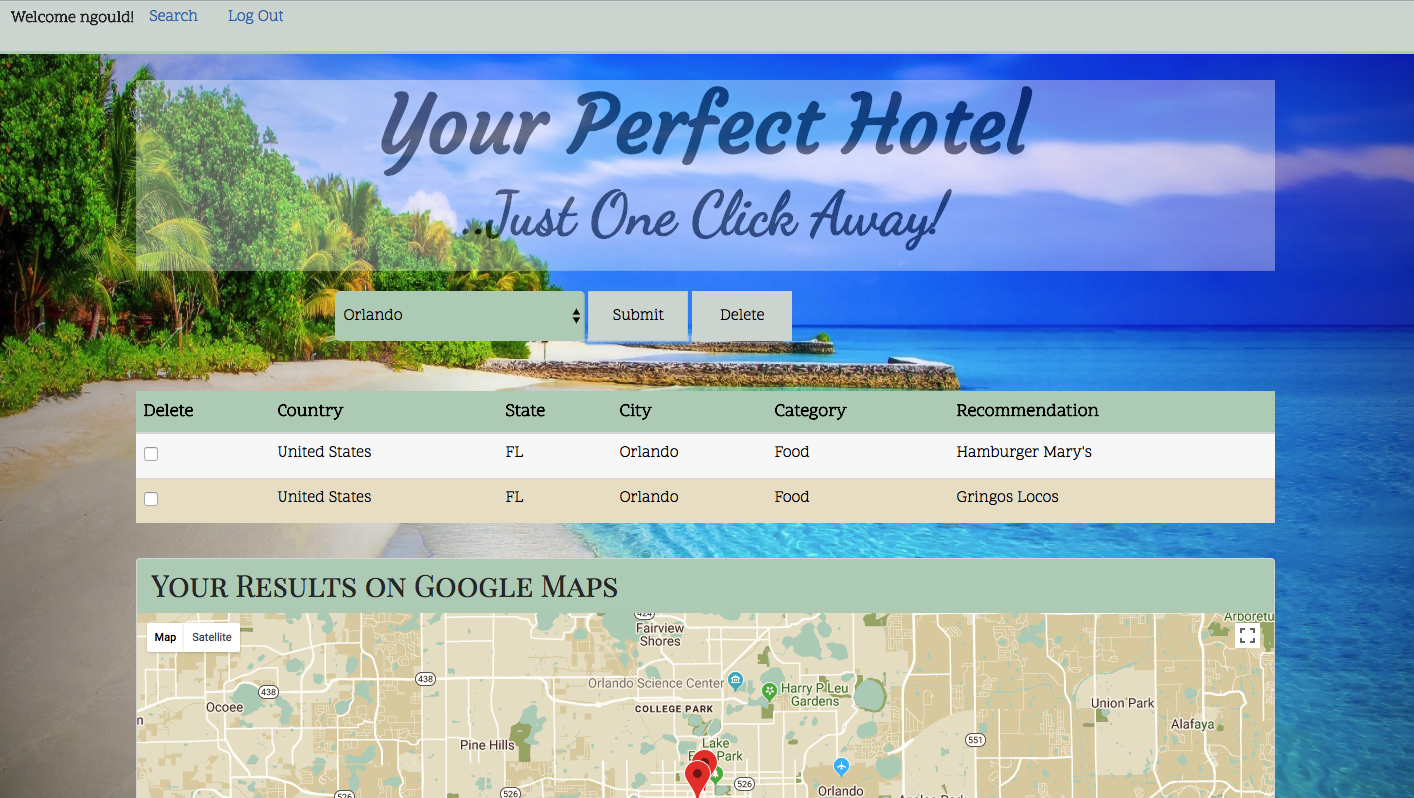 Welcome ngould! Search Log Out
Your Perfect Hotel
...Just One Click Away!
Orlando Submit Delete
Delete Country State City Category Recommendation
United States FL Orlando Food Hamburger Mary's
United States FL Orlando Food Gringos Locos
Your Results on Google Maps
Map Satellite
424
Fairview
Shores
Arboretu
438
438
Orlando Science Center
Harry P Leu
Gardens
Ocoee
COLLEGE PARK
Union Park
n
Alafaya
Pine Hills
Lake
Park
551
526
526
526
Orlando